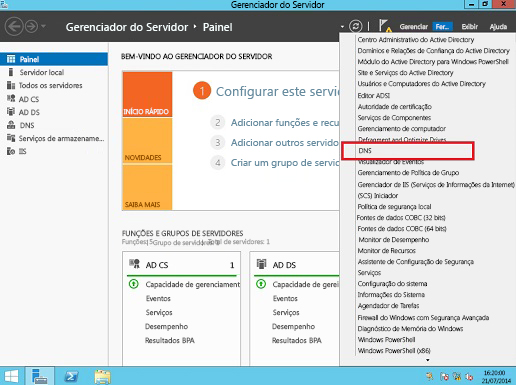 Gerenciador do Servidor
Gerenciador do Servidor ▸ Painel
Gerenciar
Fer...
Exibir
Ajuda
Painel
Servidor local
Todos os servidores
AD CS
AD DS
DNS
Serviços de armazename...
IIS
BEM-VINDO AO GERENCIADOR DO SERVIDOR
INÍCIO RÁPIDO
NOVIDADES
SAIBA MAIS
1 Configurar este servid
2 Adicionar funções e recu
3 Adicionar outros servido
4 Criar um grupo de servid
FUNÇÕES E GRUPOS DE SERVIDORES
Funções:5 Grupo de servidores: 1 Total de servidores: 1
AD CS 1
Capacidade de gerenciament
Eventos
Serviços
Desempenho
Resultados BPA
AD DS
Capacidade de gerenciam
Eventos
Serviços
Desempenho
Resultados BPA
Centro Administrativo do Active Directory
Domínios e Relações de Confiança do Active Directory
Módulo do Active Directory para Windows PowerShell
Site e Serviços do Active Directory
Usuários e Computadores do Active Directory
Editor ADSI
Autoridade de certificação
Serviços de Componentes
Gerenciamento de computador
Defragment and Optimize Drives
DNS
Visualizador de Eventos
Gerenciamento de Política de Grupo
Gerenciador de IIS (Serviços de Informações da Internet)
(SCS) Iniciador
Política de segurança local
Fontes de dados COBC (32 bits)
Fontes de dados COBC (64 bits)
Monitor de Desempenho
Monitor de Recursos
Assistente de Configuração de Segurança
Serviços
Configuração do sistema
Informações do Sistema
Agendador de Tarefas
Firewall do Windows com Segurança Avançada
Diagnóstico de Memória do Windows
Windows PowerShell
Windows PowerShell (x86)
16:20:00
21/07/2014